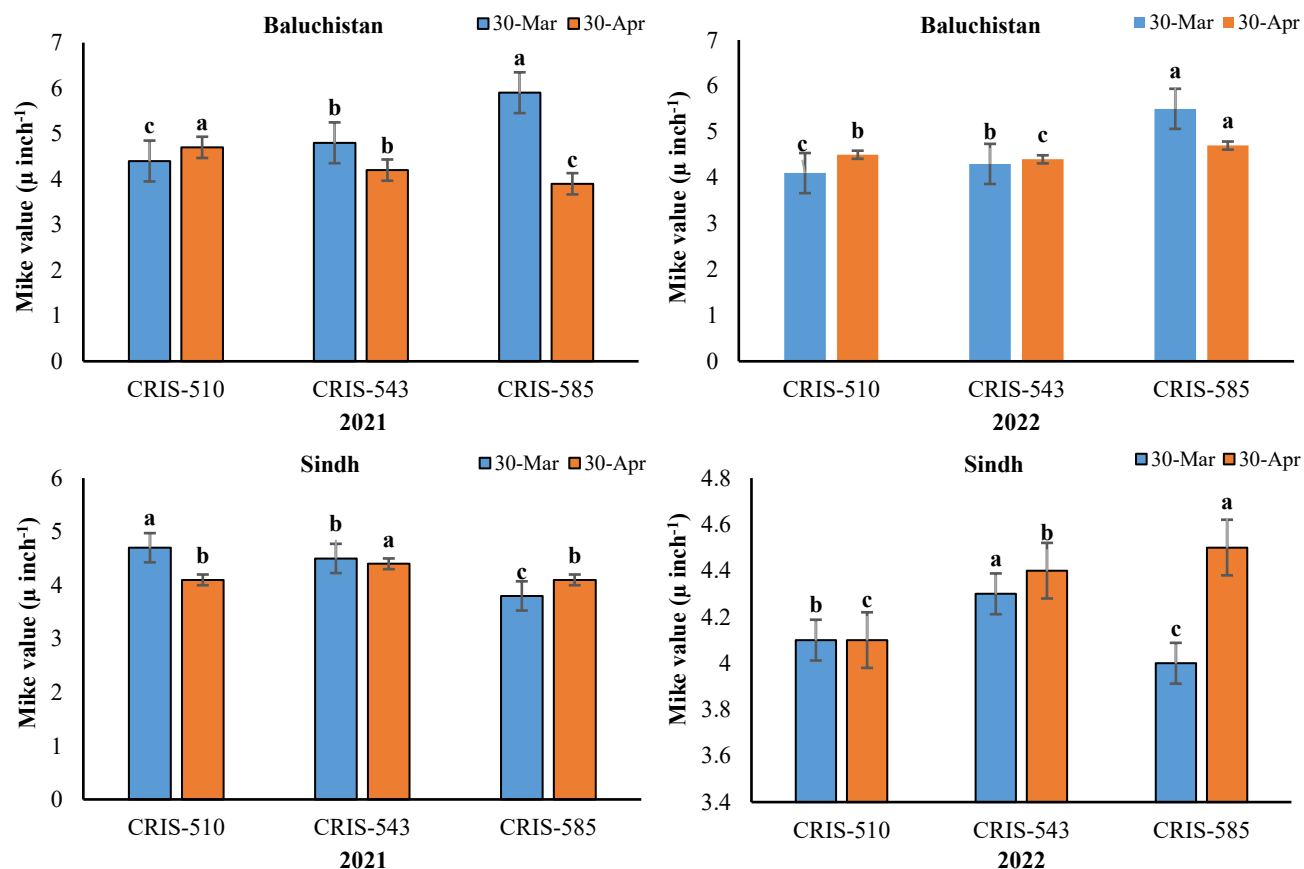 Baluchistan
30-Mar 30-Apr
Mike value (µ inch-1)
7
6
5
4
3
2
1
0
c a b b a c
CRIS-510 CRIS-543 CRIS-585
2021
Baluchistan
30-Mar 30-Apr
Mike value (µ inch-1)
7
6
5
4
3
2
1
0
c b b c a a
CRIS-510 CRIS-543 CRIS-585
2022
Sindh
30-Mar 30-Apr
Mike value (µ inch-1)
6
5
4
3
2
1
0
a b b a c b
CRIS-510 CRIS-543 CRIS-585
2021
Sindh
30-Mar 30-Apr
Mike value (µ inch-1)
4.8
4.6
4.4
4.2
4
3.8
3.6
3.4
b c a b c a
CRIS-510 CRIS-543 CRIS-585
2022